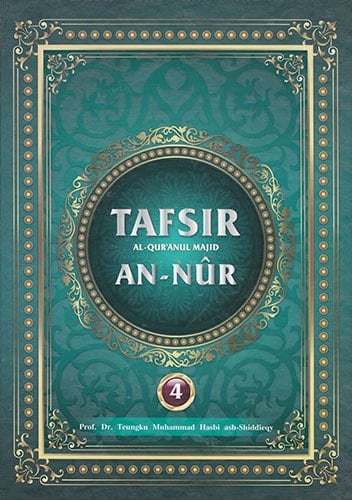 TAFSIR
AL-QUR'ANUL MAJID
AN-NÛR
4
Prof. Dr. Teungku Muhammad Hasbi ash-Shiddieqy